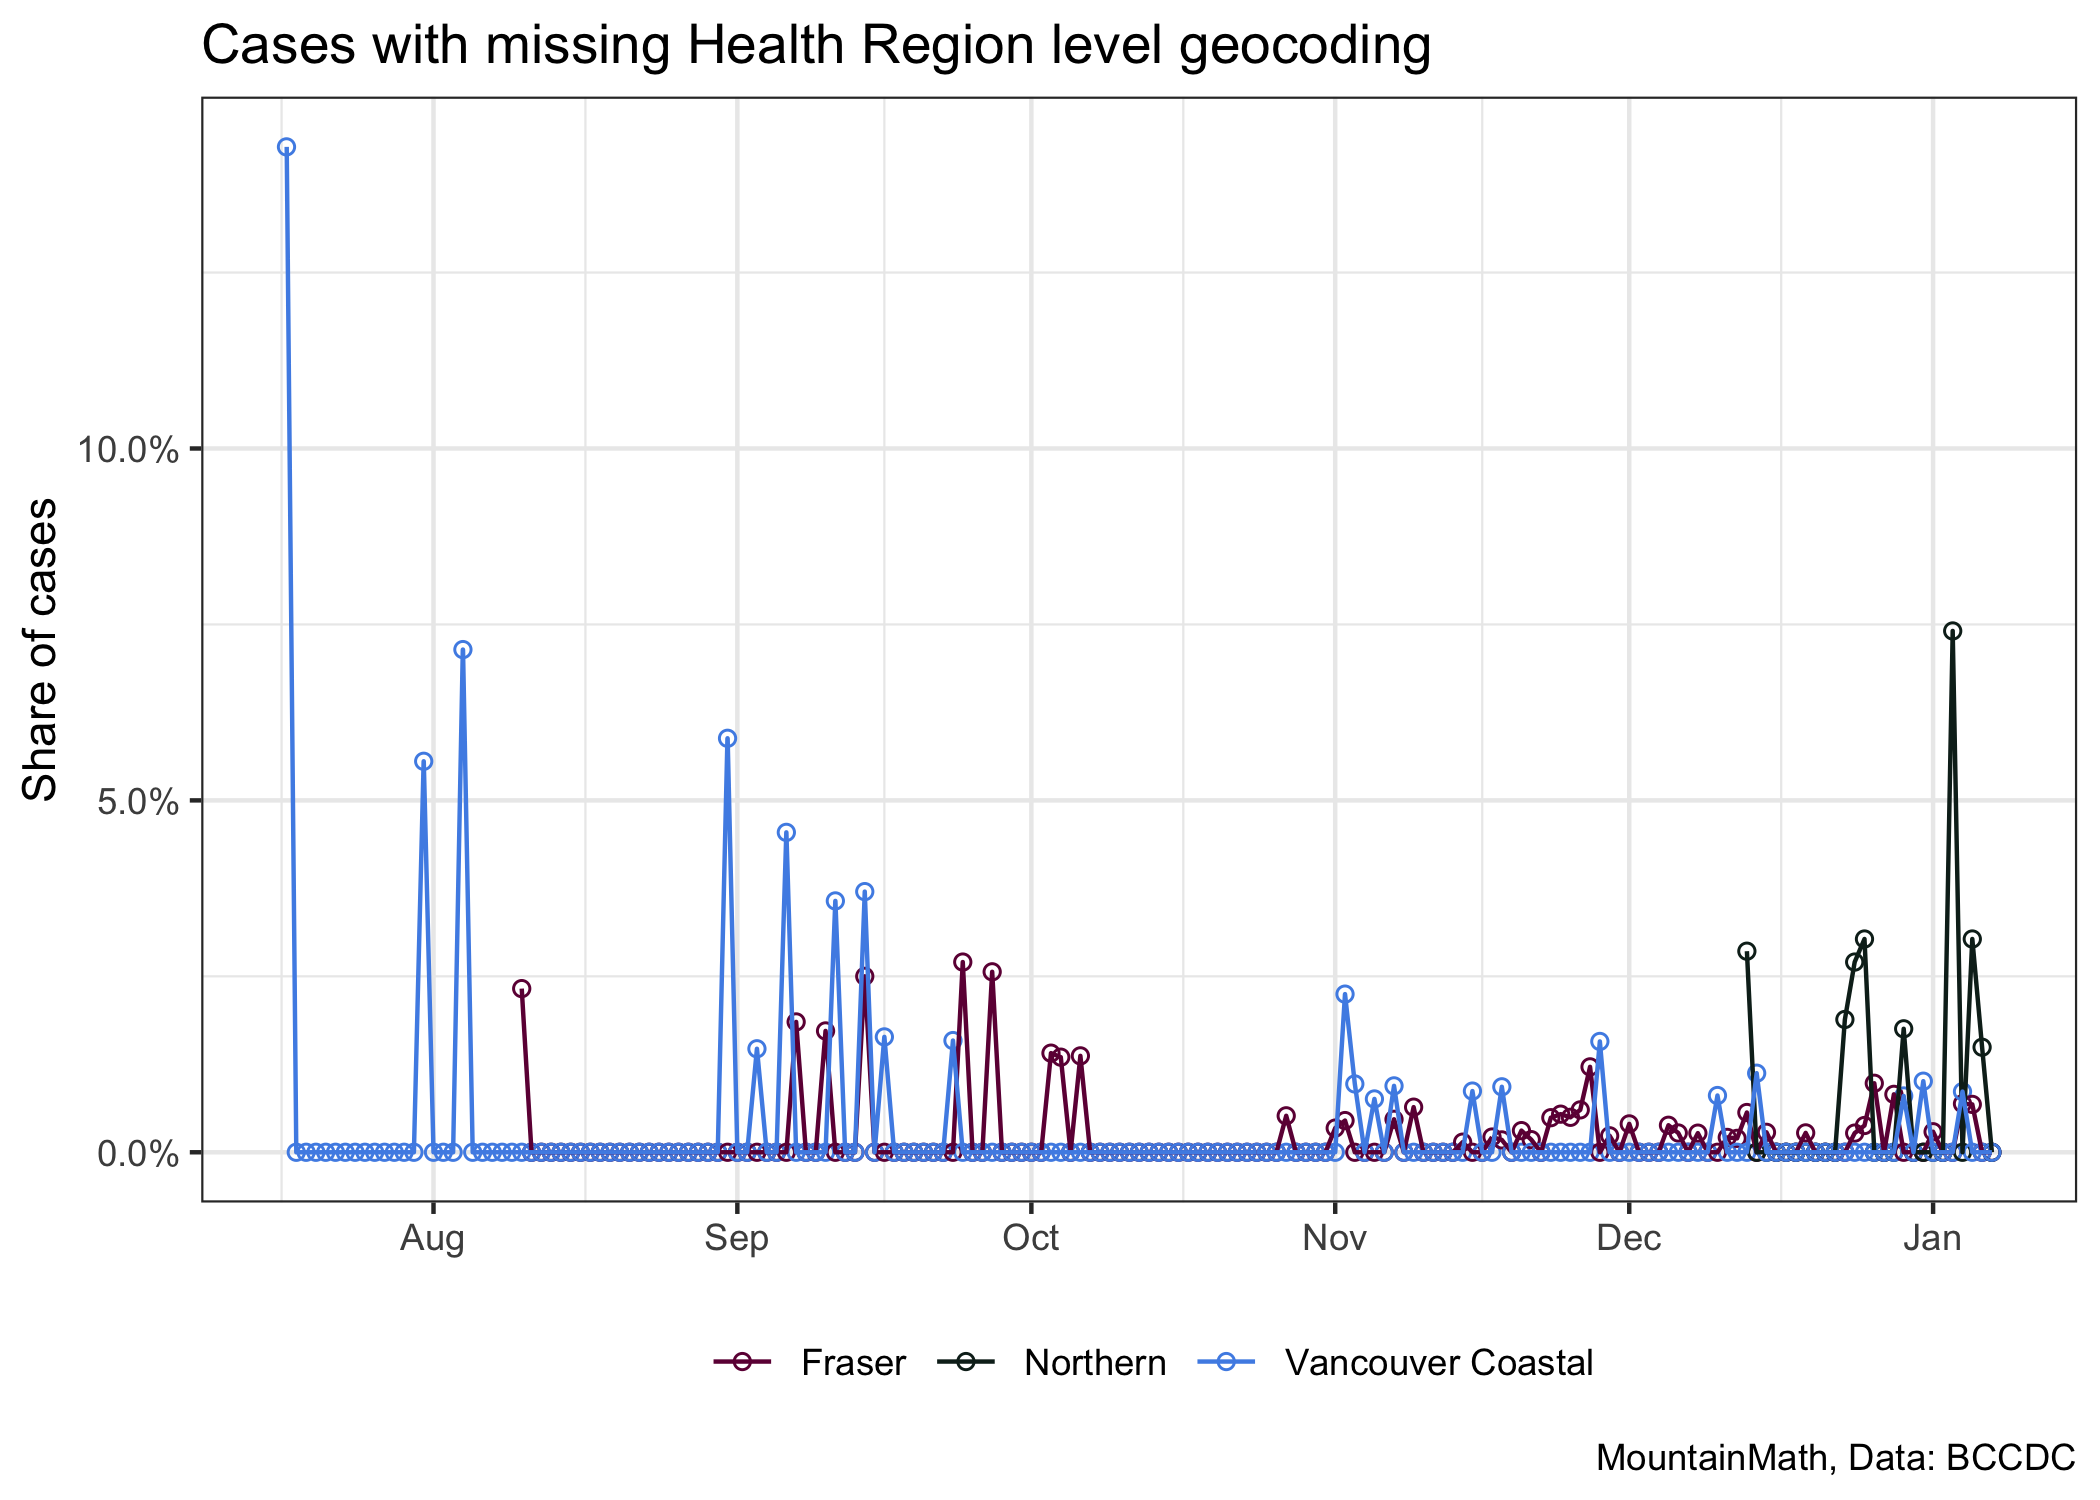 Cases with missing Health Region level geocoding
Share of cases
10.0%
5.0%
0.0%
Aug Sep Oct Nov Dec Jan
Fraser Northern Vancouver Coastal
MountainMath, Data: BCCDC